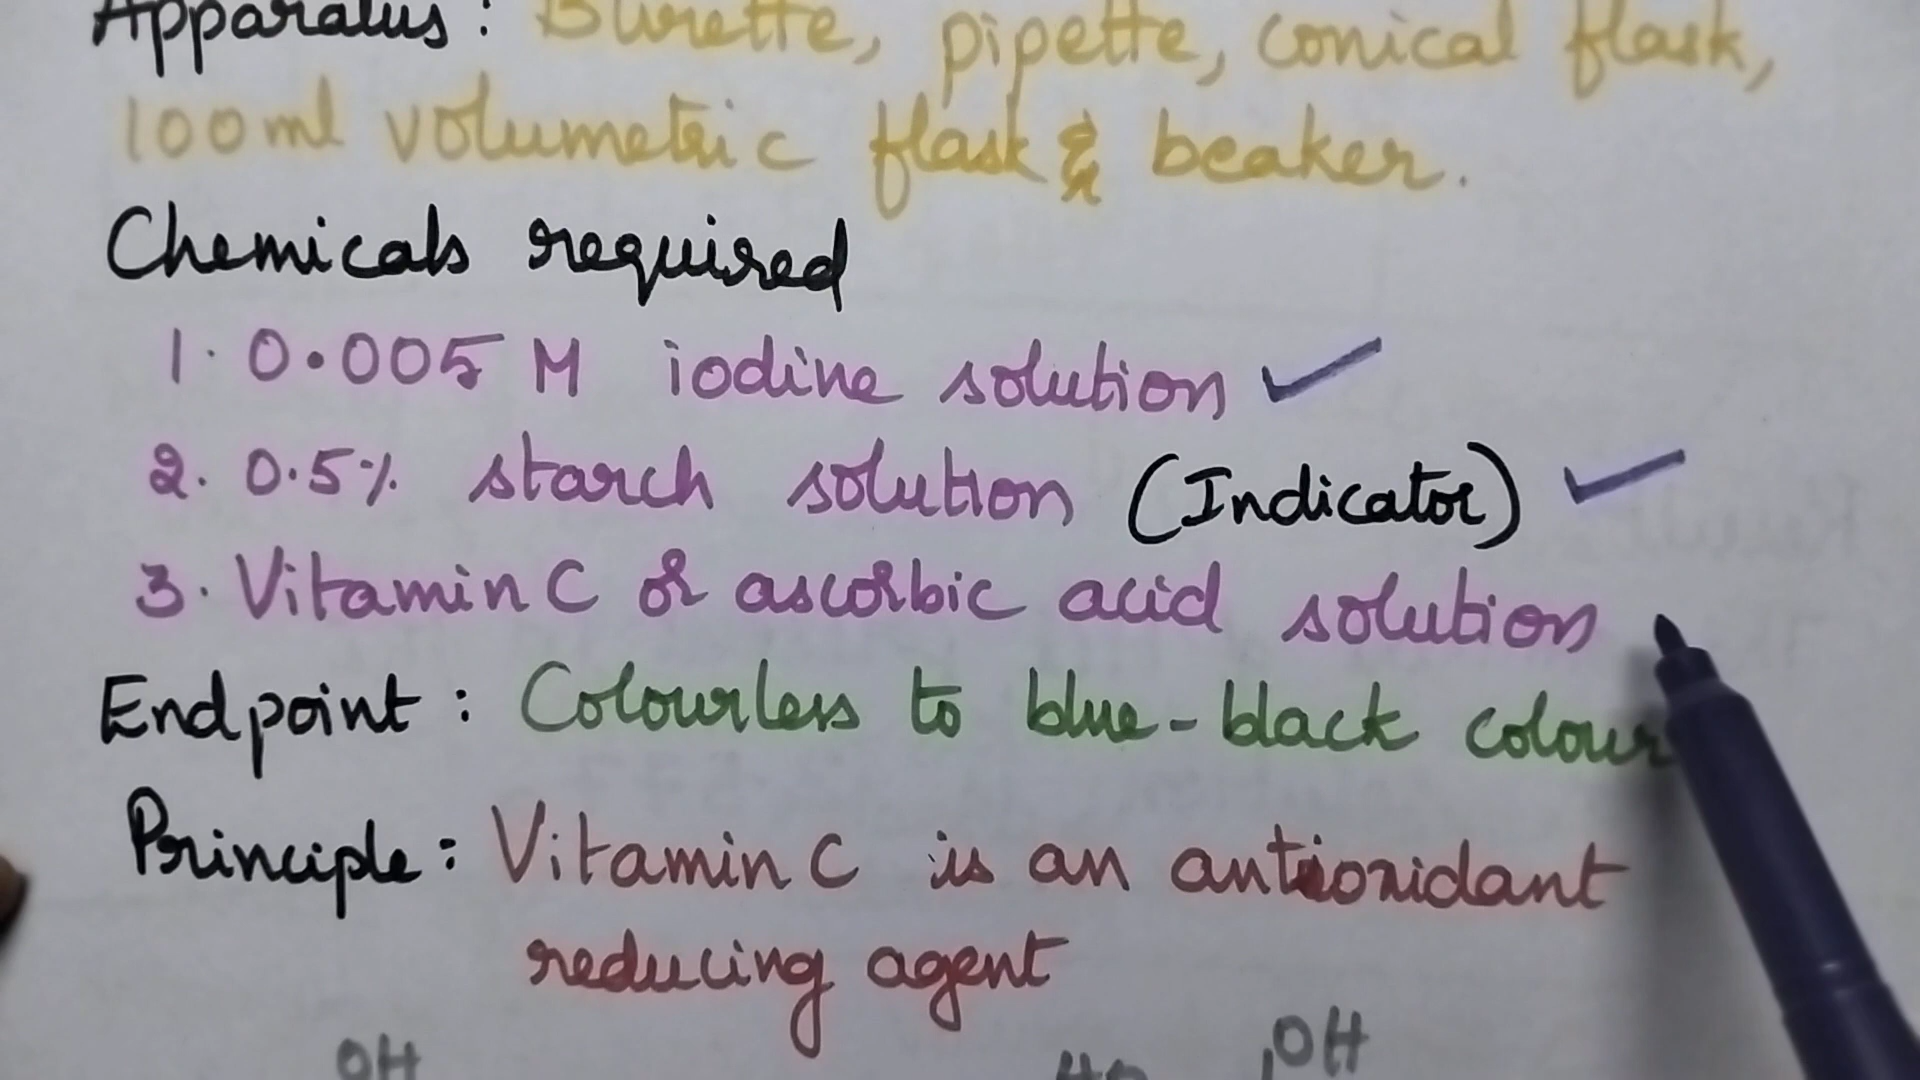 Apparatus : Burette, pipette, conical flask,
100ml volumetric flask & beaker.
Chemicals required
1. 0.005 M iodine solution
2. 0.5% starch solution (Indicator)
3. Vitamin C or ascorbic acid solution
Endpoint : Colourless to blue-black colour
Principle : Vitamin C is an antioxidant
reducing agent
OH HO OH